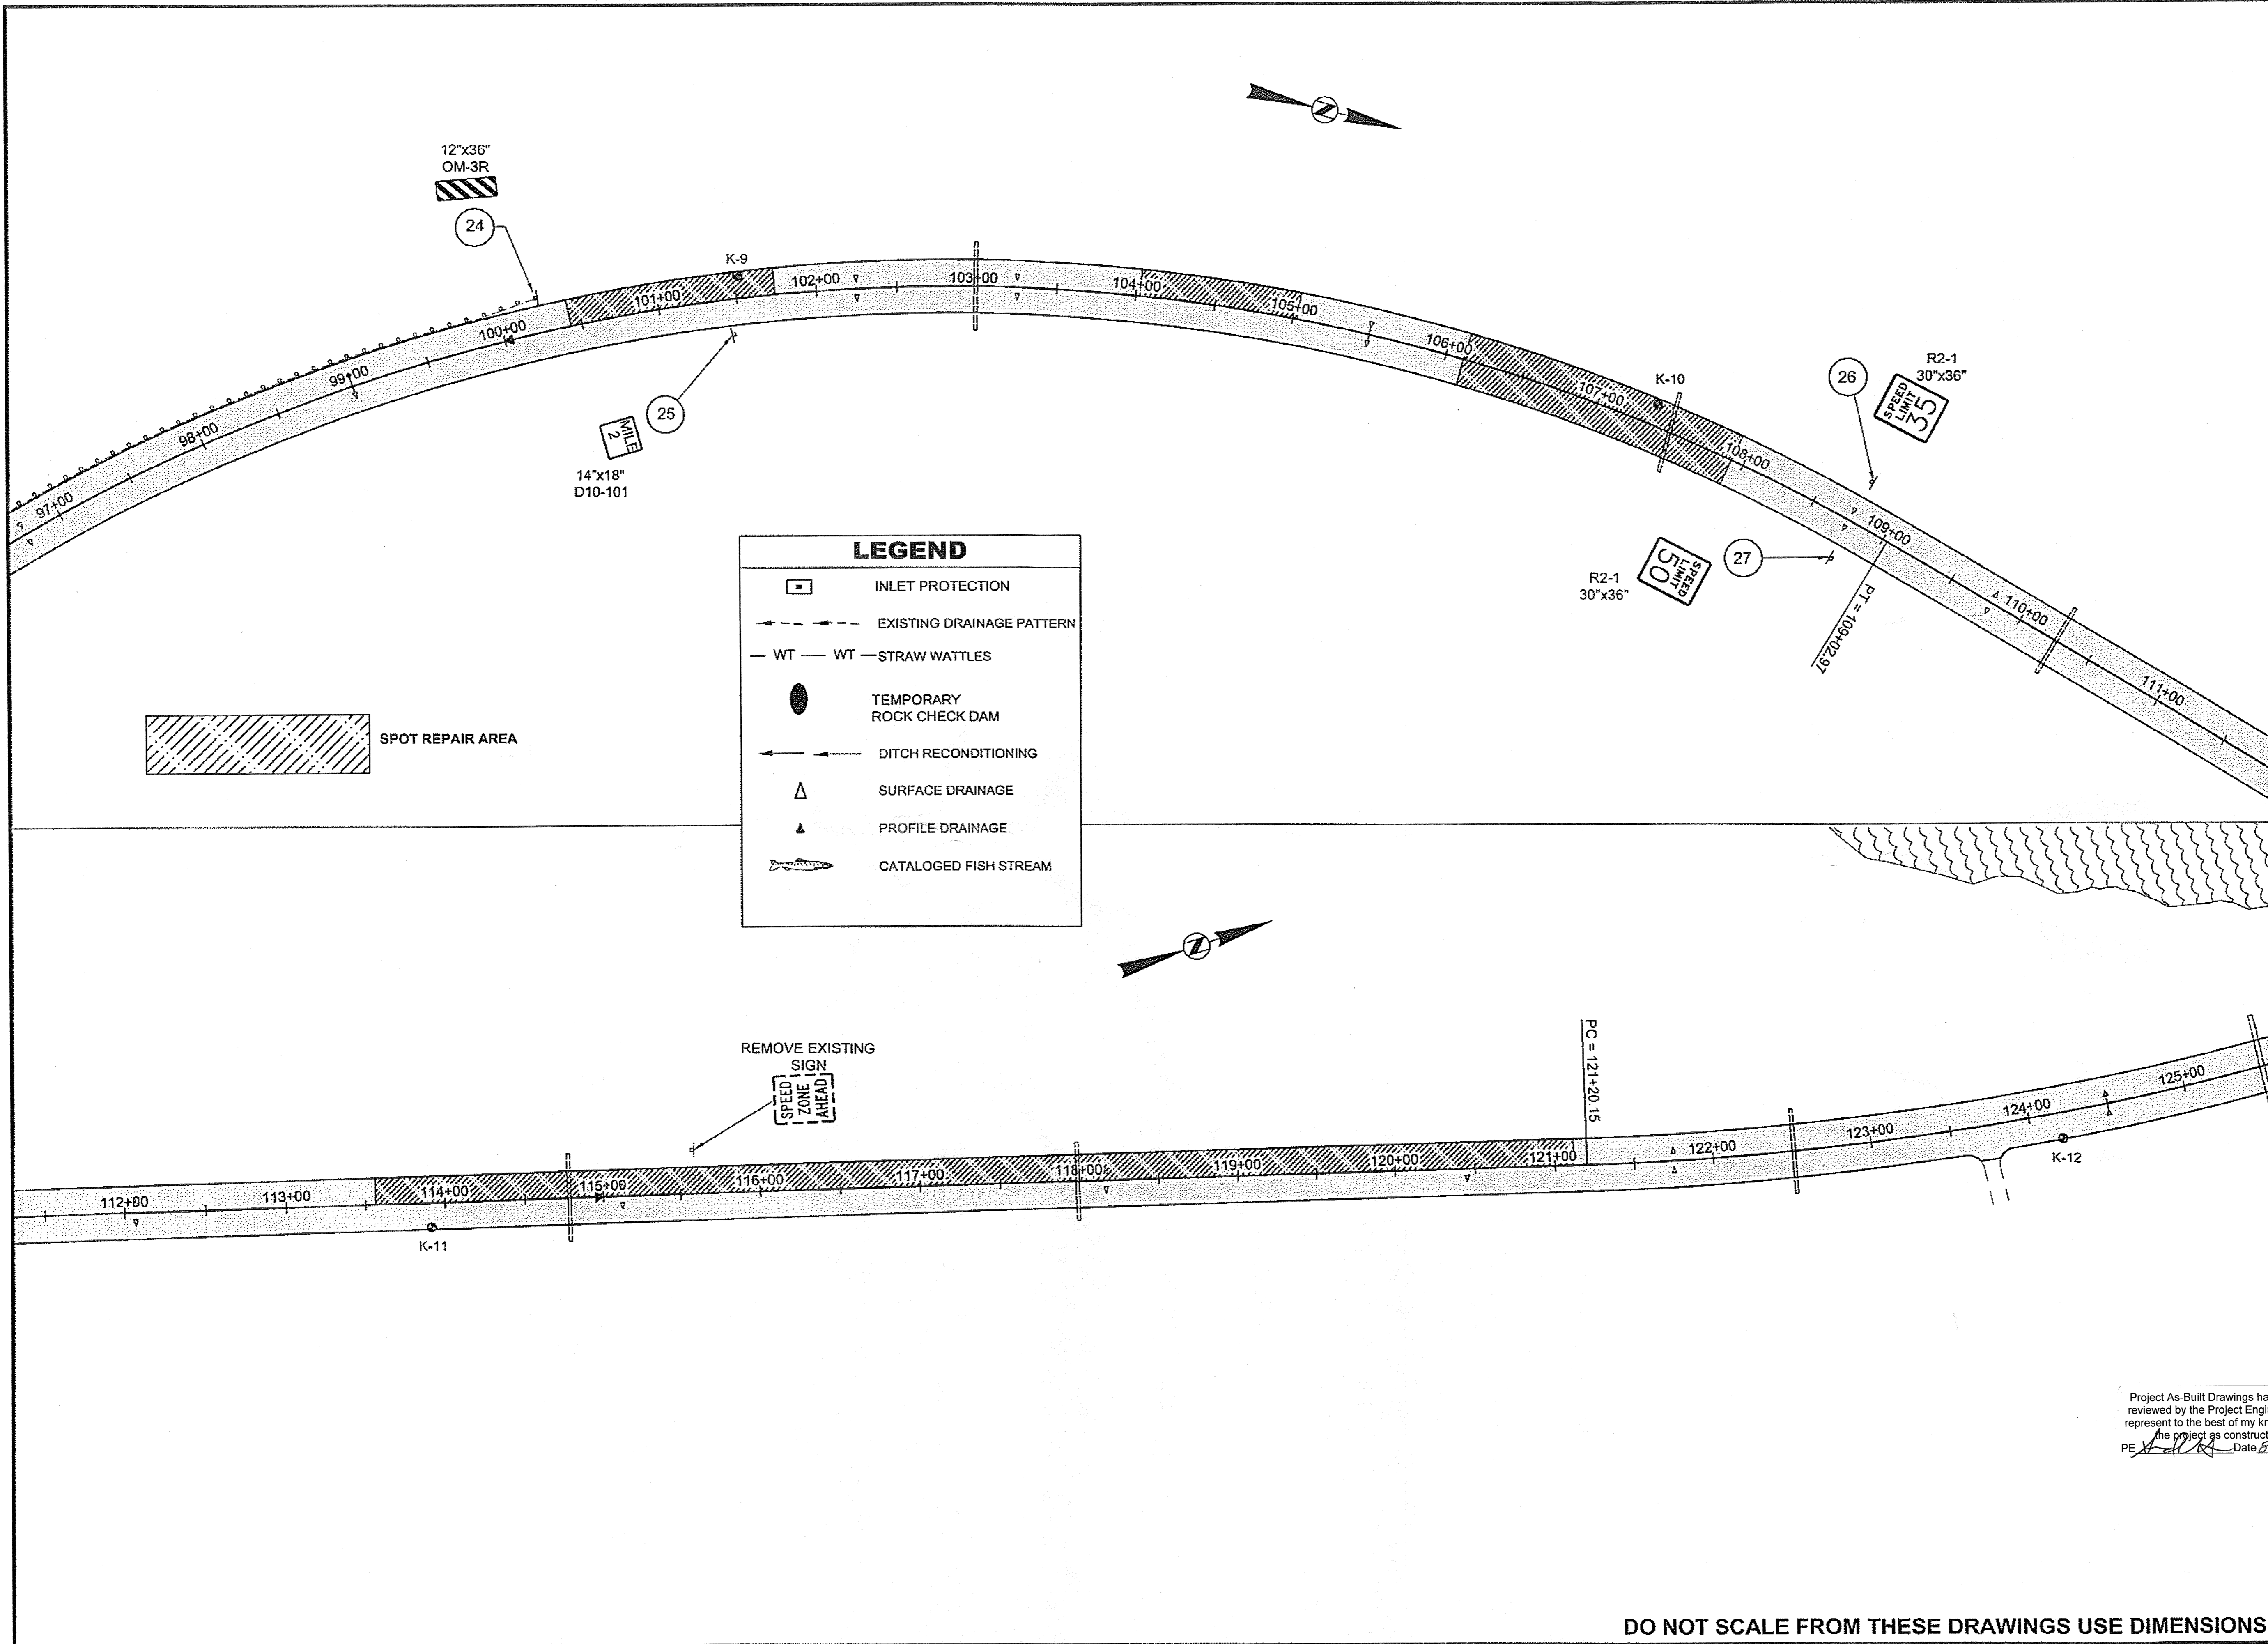 12"x36"
OM-3R
24
K-9
97+00
98+00
99+00
100+00
101+00
102+00
103+00
104+00
105+00
106+00
107+00
108+00
109+00
110+00
111+00
25
MILE
2
14"x18"
D10-101
K-10
26
R2-1
30"x36"
SPEED
LIMIT
35
27
R2-1
30"x36"
SPEED
LIMIT
50
PT = 109+02.97
LEGEND
INLET PROTECTION
EXISTING DRAINAGE PATTERN
WT WT STRAW WATTLES
TEMPORARY
ROCK CHECK DAM
DITCH RECONDITIONING
SURFACE DRAINAGE
PROFILE DRAINAGE
CATALOGED FISH STREAM
SPOT REPAIR AREA
REMOVE EXISTING
SIGN
SPEED
ZONE
AHEAD
PC = 121+20.15
112+00
113+00
114+00
115+00
116+00
117+00
118+00
119+00
120+00
121+00
122+00
123+00
124+00
125+00
K-11
K-12
Project As-Built Drawings
reviewed by the Project
represent to the best of my
the project as
PE Date
DO NOT SCALE FROM THESE DRAWINGS USE DIMENSIONS